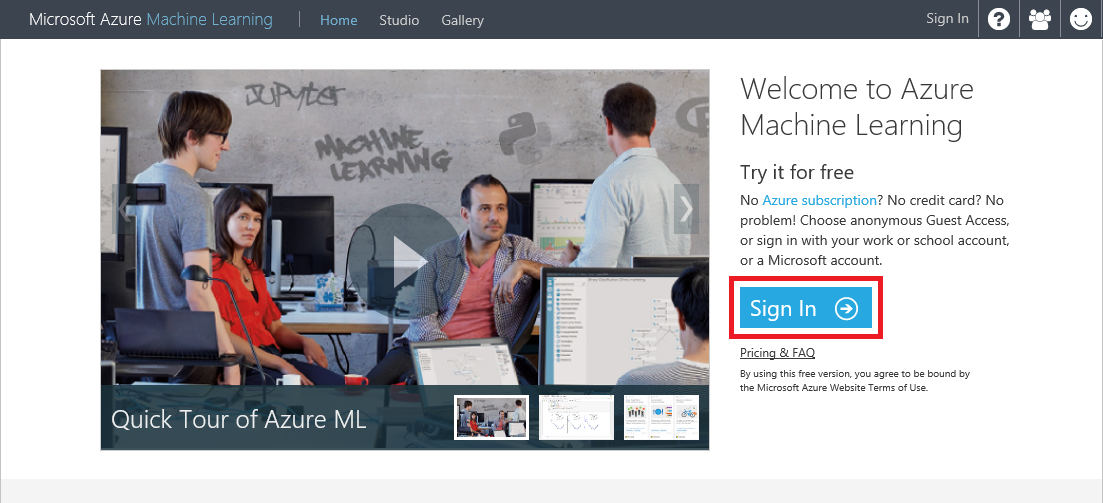 Microsoft Azure Machine Learning
Home
Studio
Gallery
Sign In
?
JUPyter
MACHINE
LEARNING
Welcome to Azure
Machine Learning
Try it for free
No Azure subscription? No credit card? No
problem! Choose anonymous Guest Access,
or sign in with your work or school account,
or a Microsoft account.
Sign In
Pricing & FAQ
By using this free version, you agree to be bound by
the Microsoft Azure Website Terms of Use.
Quick Tour of Azure ML